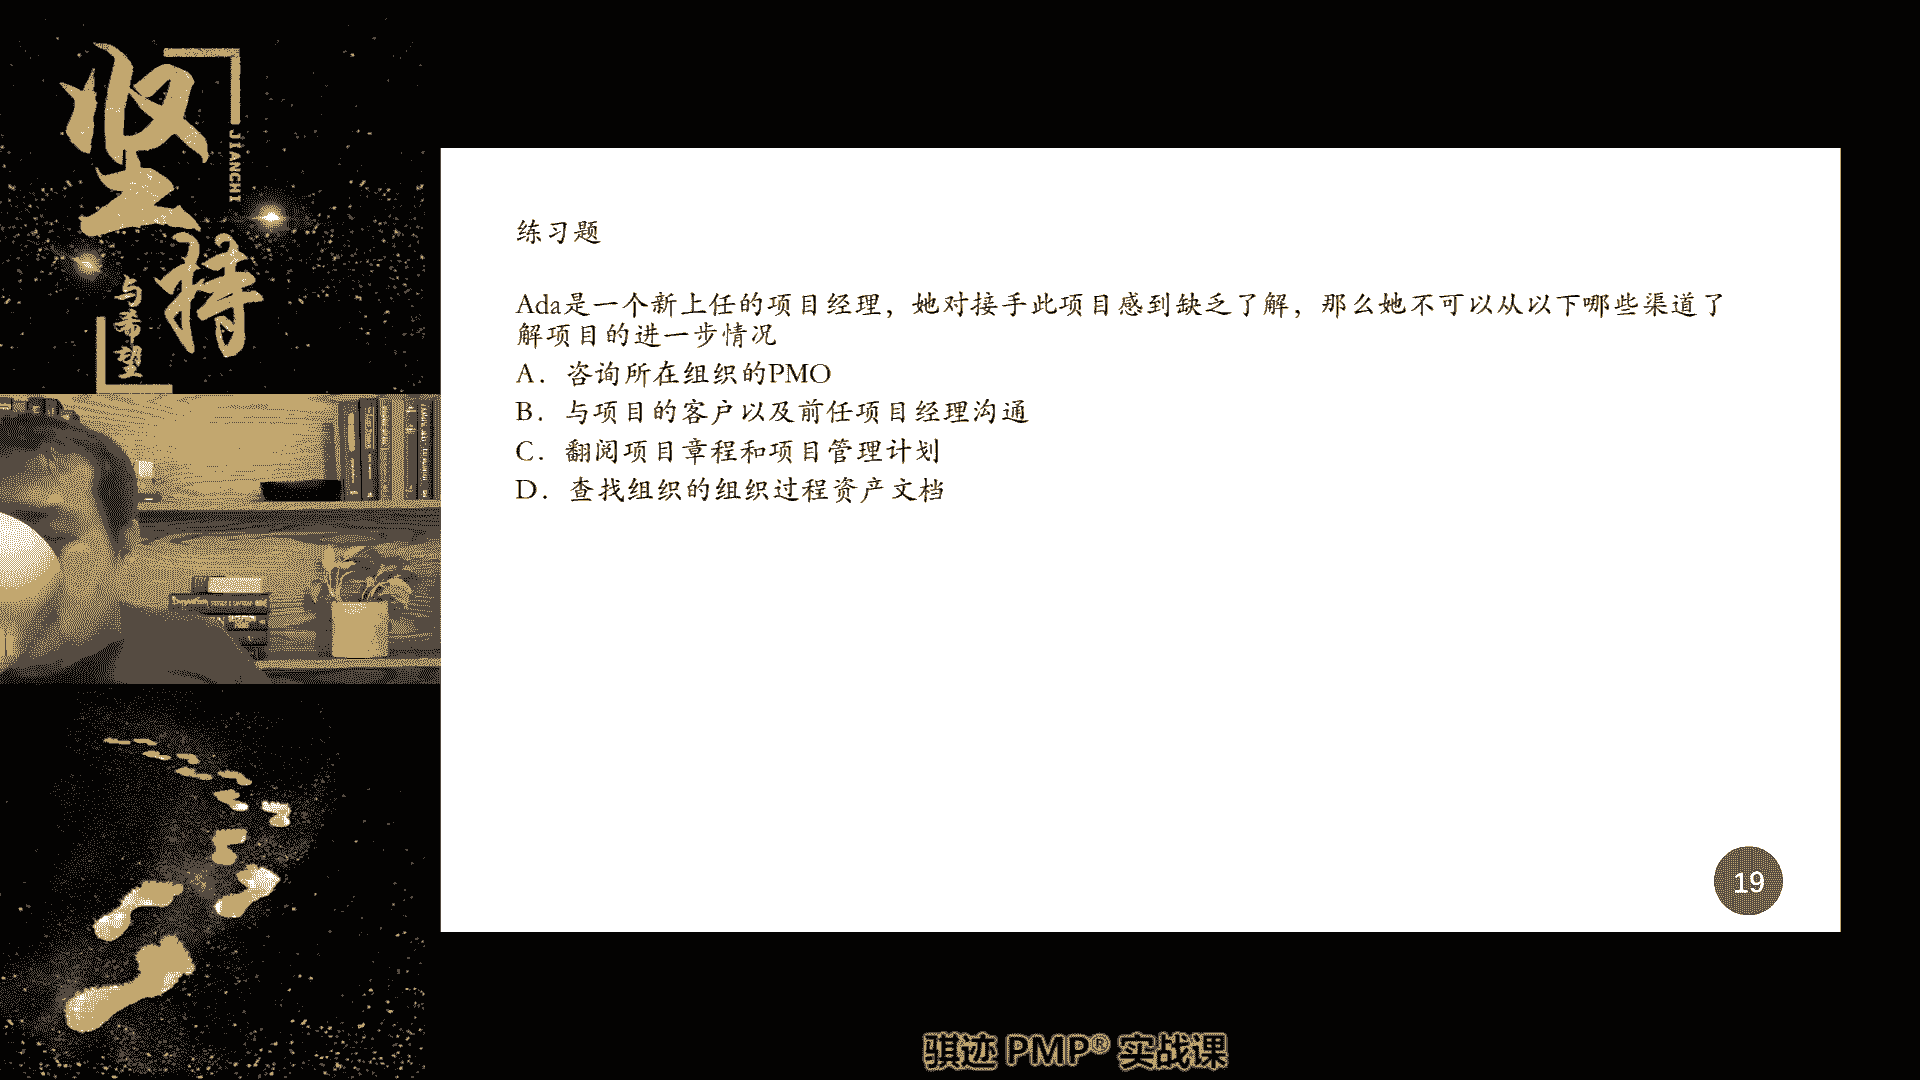 坚持
JIANCHI
与希望
练习题
Ada是一个新上任的项目经理，她对接手此项目感到缺乏了解，那么她不可以从以下哪些渠道了
解项目的进一步情况
A．咨询所在组织的PMO
B．与项目的客户以及前任项目经理沟通
C．翻阅项目章程和项目管理计划
D．查找组织的组织过程资产文档
19
骐迹 PMP® 实战课